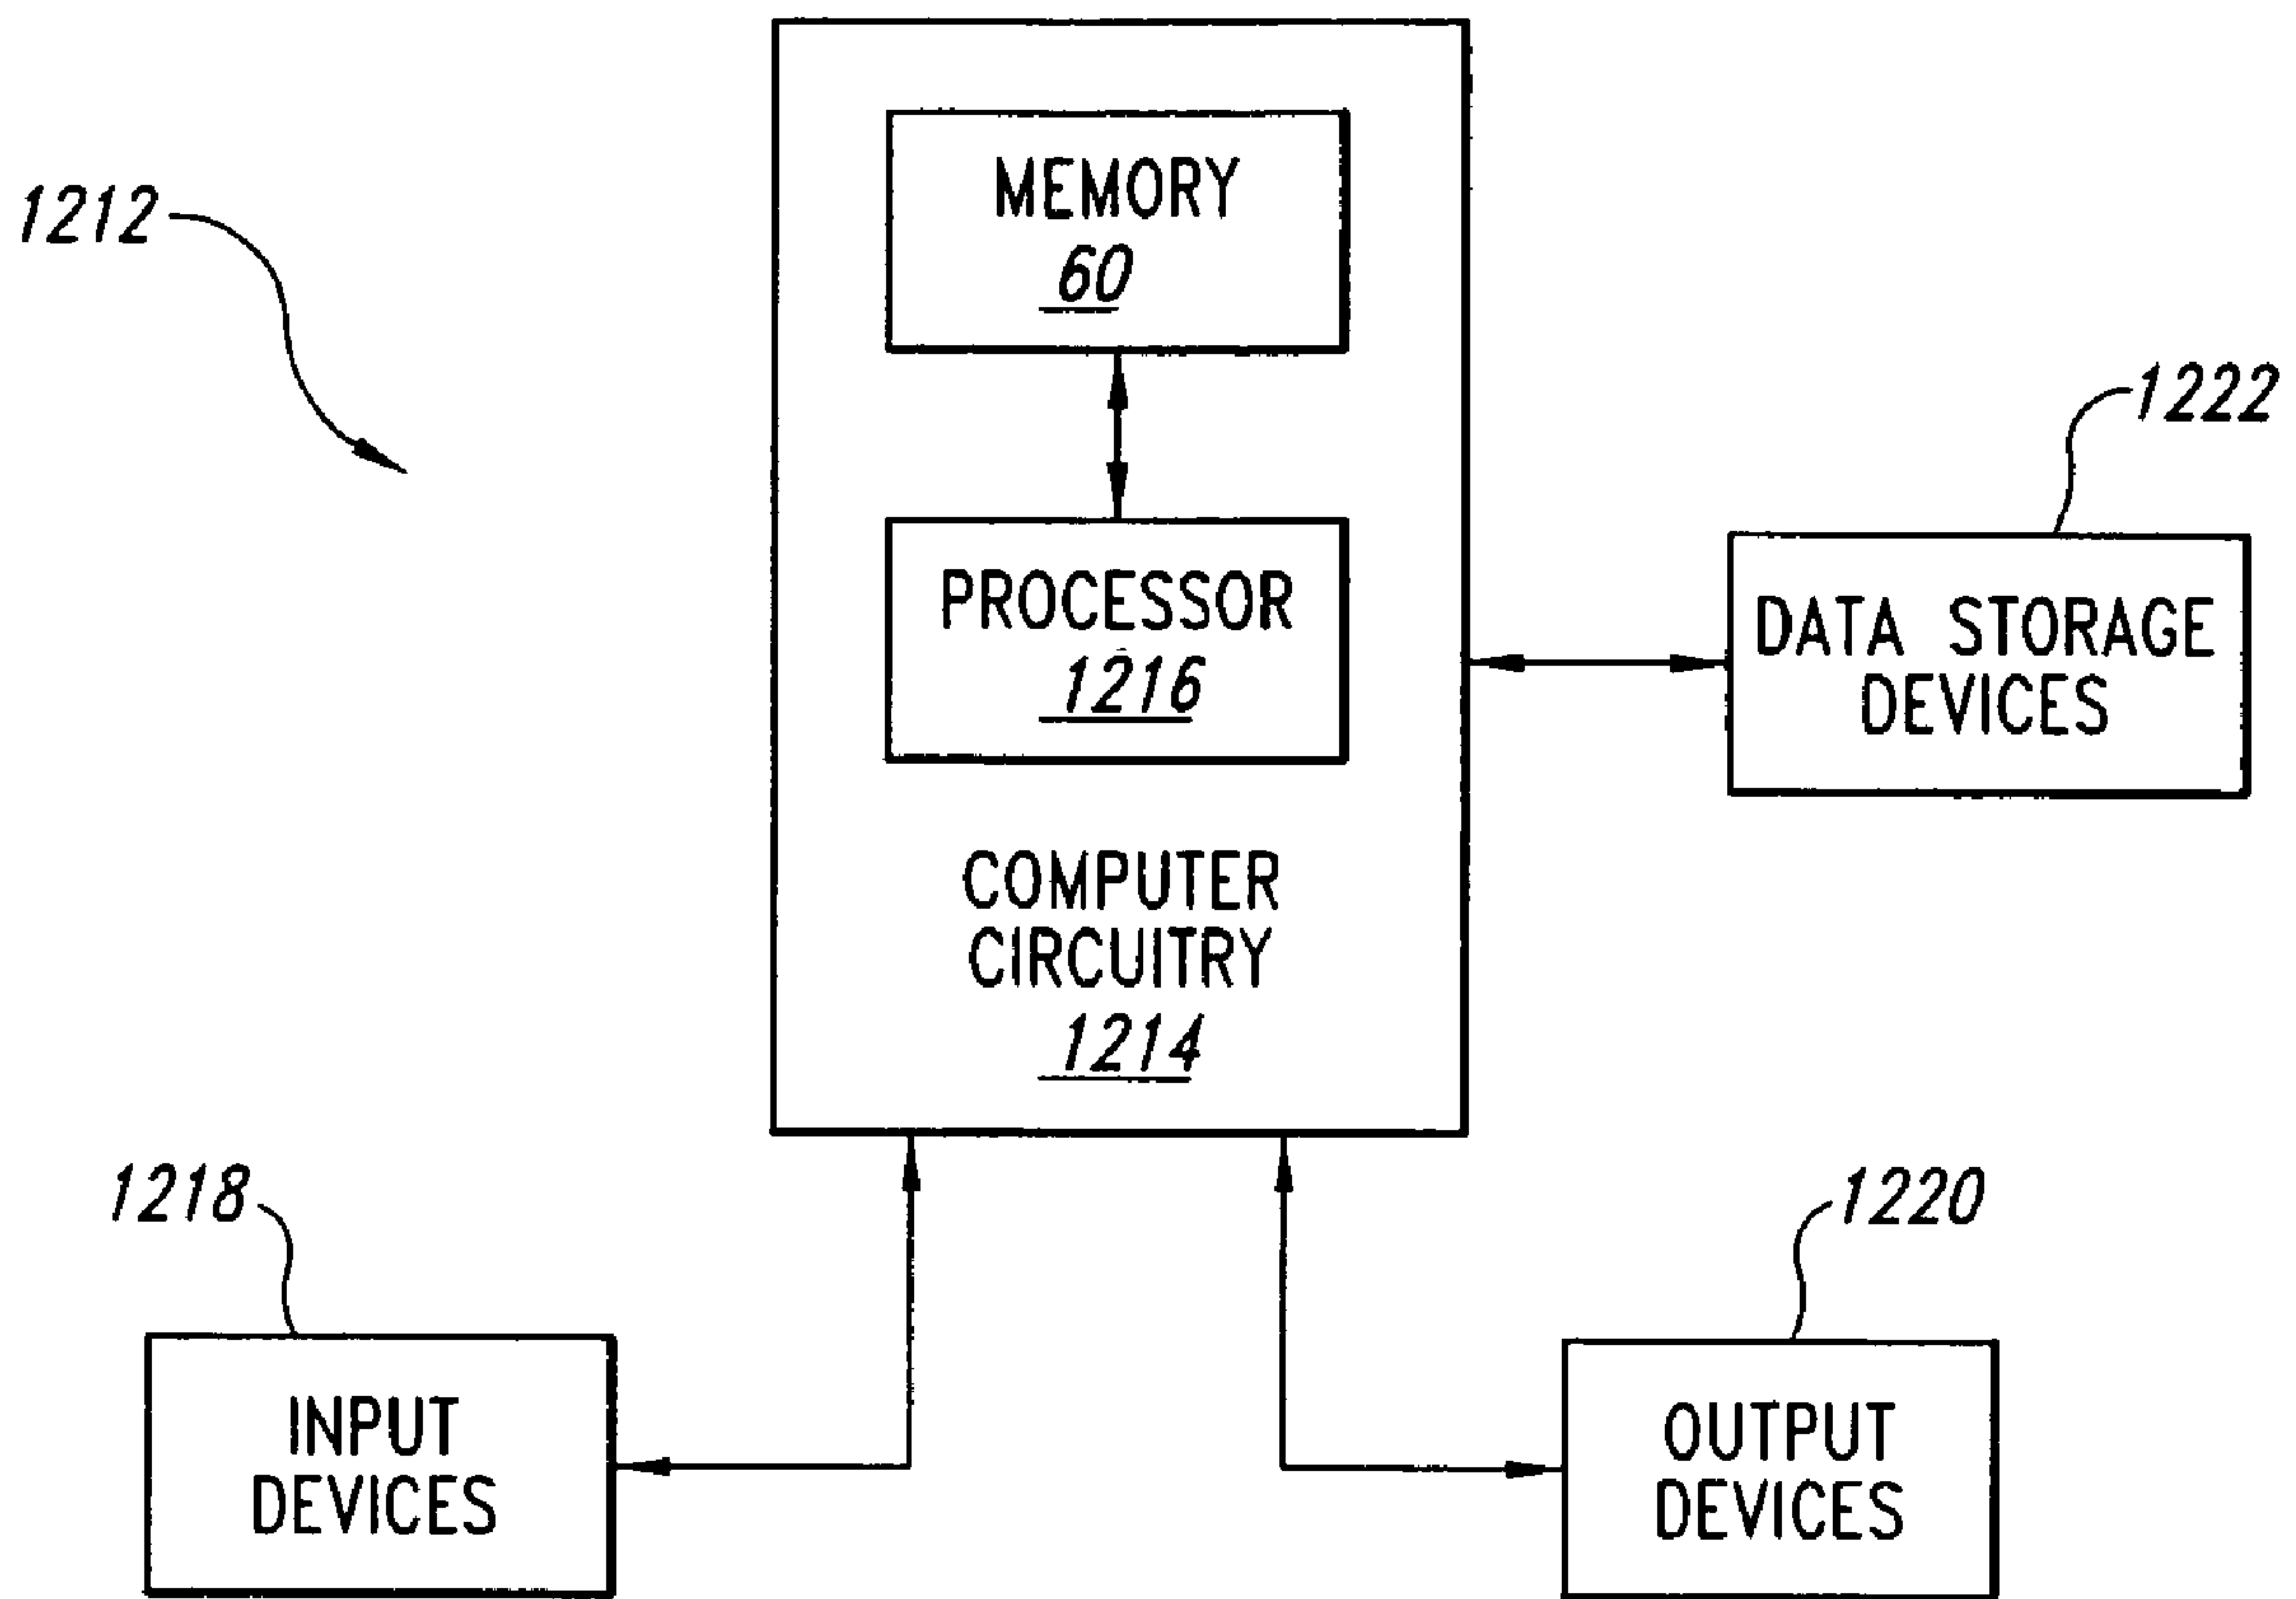 1212
MEMORY
60
PROCESSOR
1216
COMPUTER
CIRCUITRY
1214
1222
DATA STORAGE
DEVICES
1218
INPUT
DEVICES
1220
OUTPUT
DEVICES